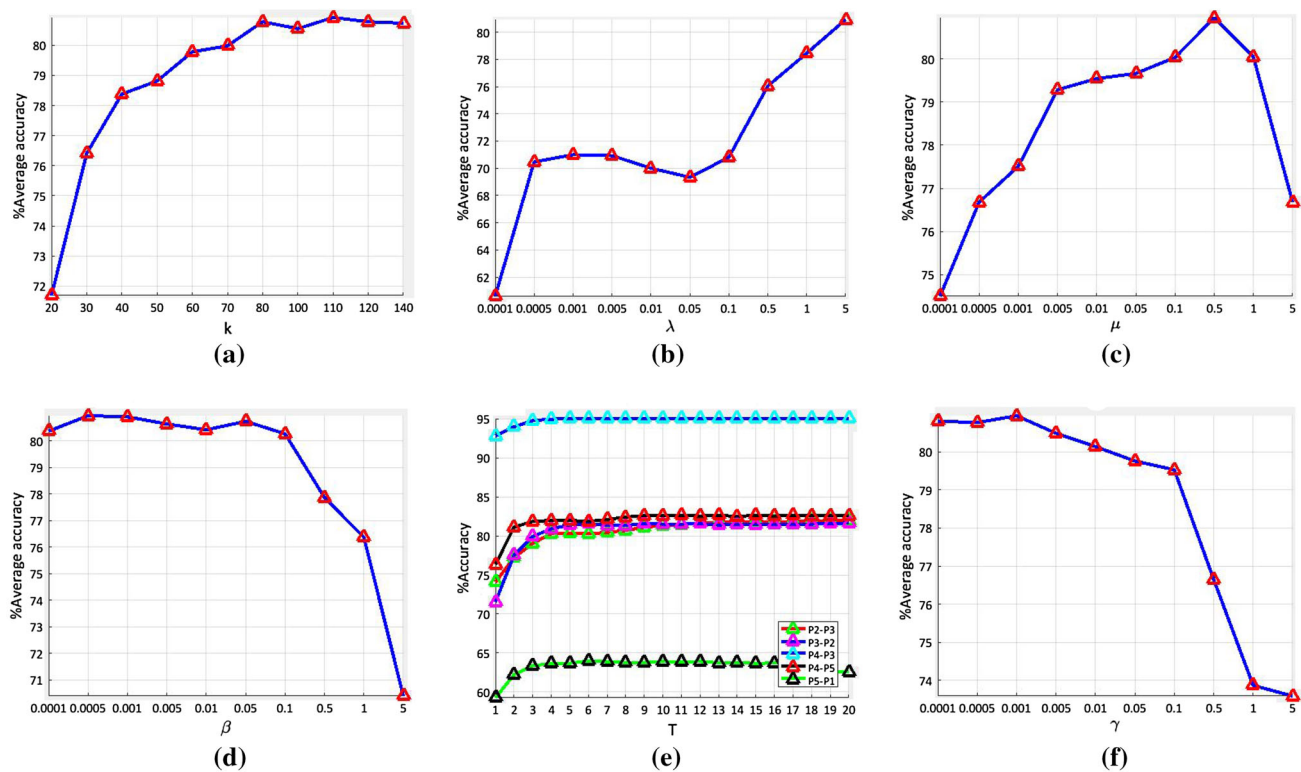 %Average accuracy
80
79
78
77
76
75
74
73
72
20 30 40 50 60 70 80 100 110 120 140
k
(a)
%Average accuracy
80
78
76
74
72
70
68
66
64
62
0.0001 0.0005 0.001 0.005 0.01 0.05 0.1 0.5 1 5
λ
(b)
%Average accuracy
80
79
78
77
76
75
0.0001 0.0005 0.001 0.005 0.01 0.05 0.1 0.5 1 5
μ
(c)
%Average accuracy
80
79
78
77
76
75
74
73
72
71
0.0001 0.0005 0.001 0.005 0.01 0.05 0.1 0.5 1 5
β
(d)
%Accuracy
95
90
85
80
75
70
65
60
P2-P3
P3-P2
P4-P3
P4-P5
P5-P1
1 2 3 4 5 6 7 8 9 10 11 12 13 14 15 16 17 18 19 20
T
(e)
%Average accuracy
80
79
78
77
76
75
74
0.0001 0.0005 0.001 0.005 0.01 0.05 0.1 0.5 1 5
γ
(f)